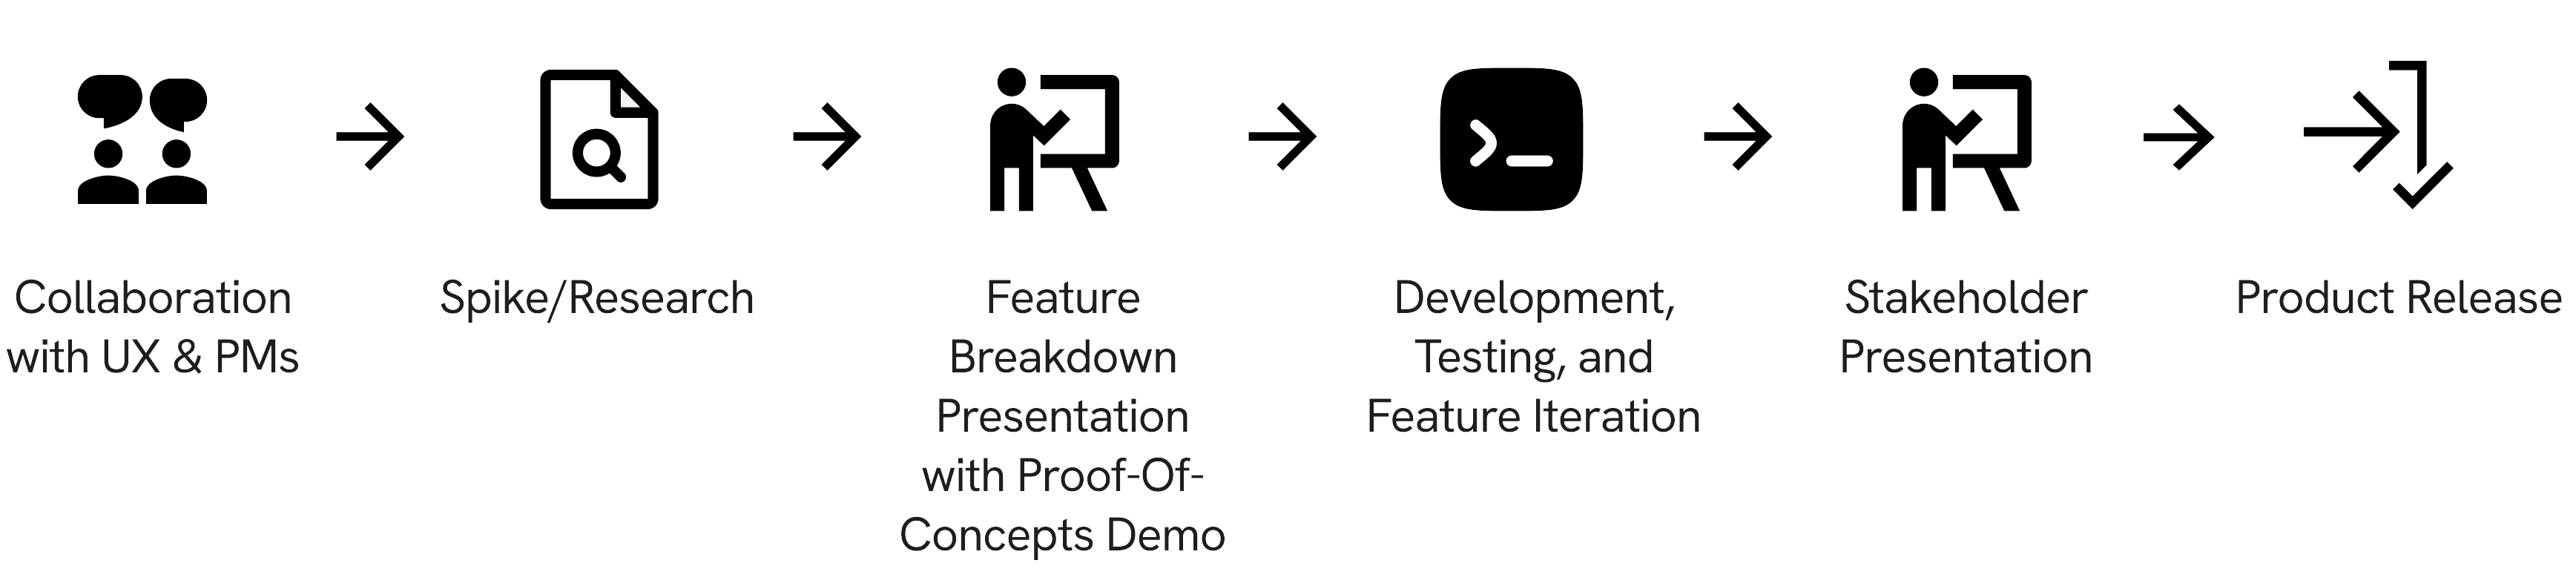 Collaboration
with UX & PMs
Spike/Research
Feature
Breakdown
Presentation
with Proof-Of-
Concepts Demo
Development,
Testing, and
Feature Iteration
Stakeholder
Presentation
Product Release